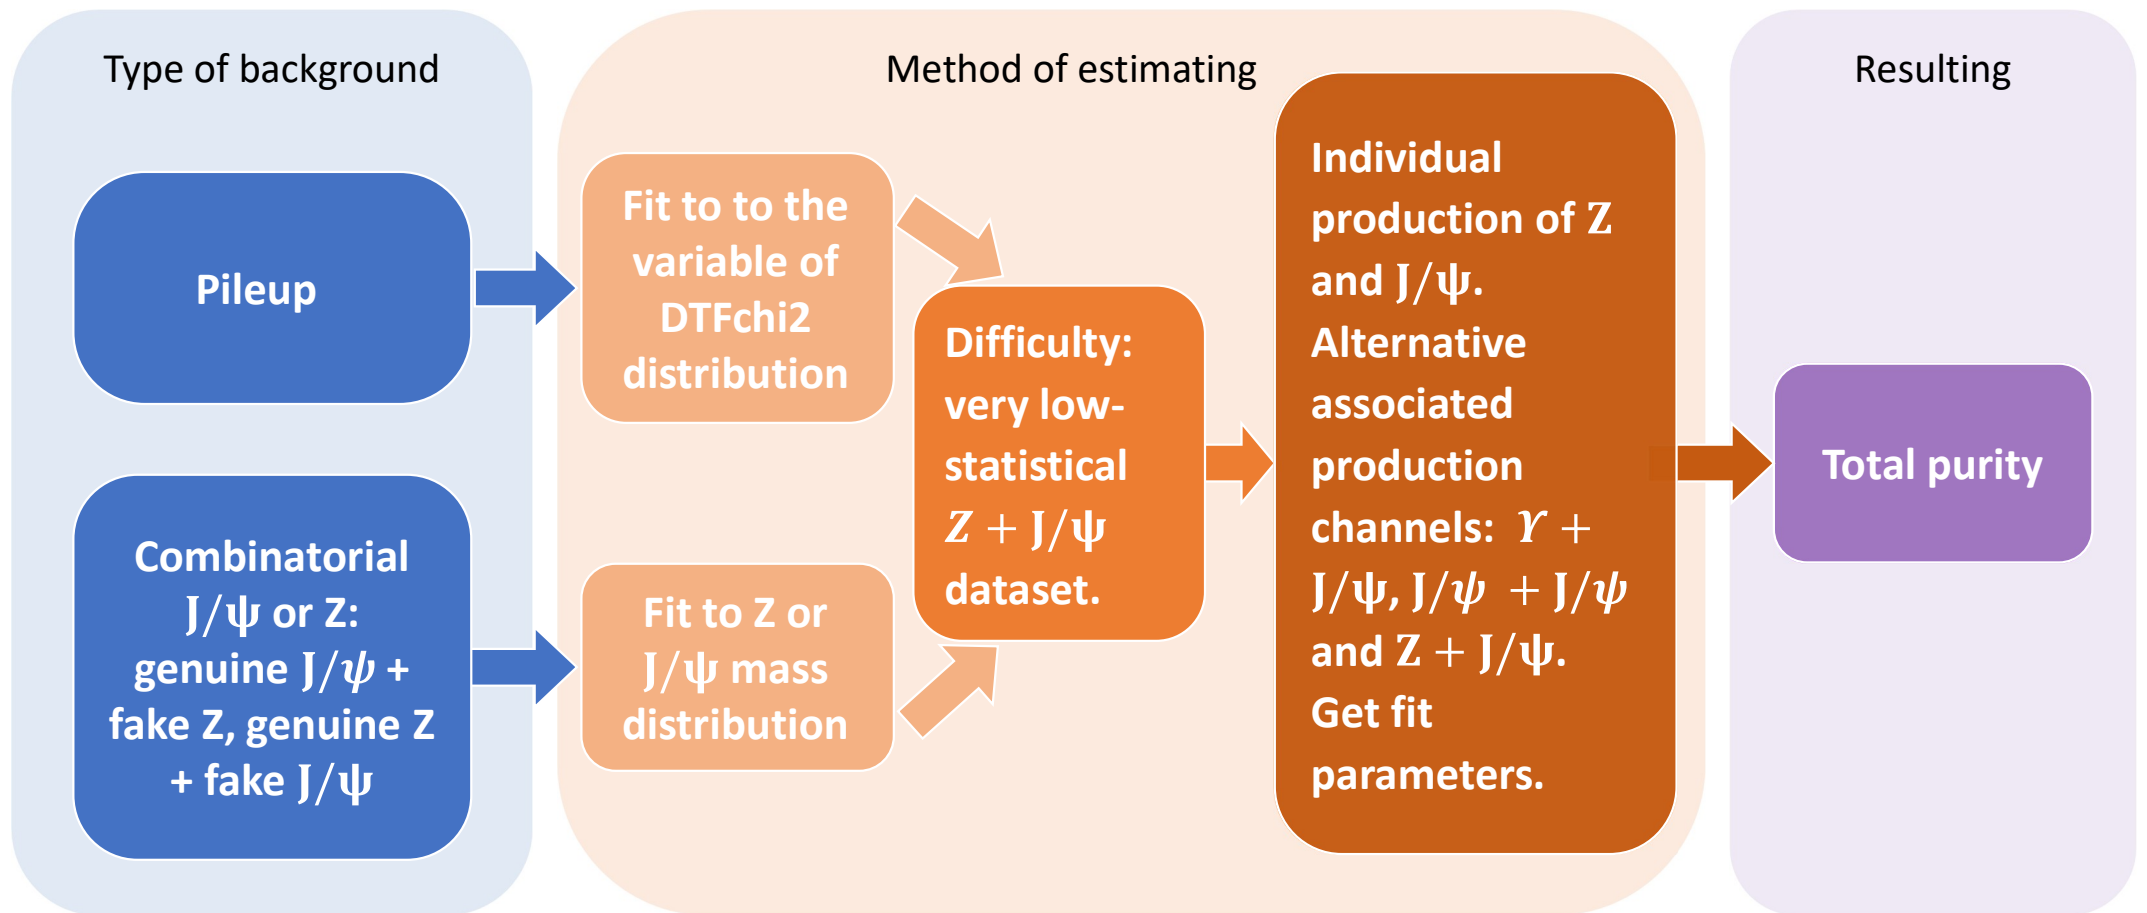 Type of background
Pileup
Combinatorial
J/ψ or Z:
genuine J/ψ +
fake Z, genuine Z
+ fake J/ψ
Method of estimating
Fit to to the
variable of
DTFchi2
distribution
Fit to Z or
J/ψ mass
distribution
Difficulty:
very low-
statistical
Z + J/ψ
dataset.
Individual
production of Z
and J/ψ.
Alternative
associated
production
channels: ϒ +
J/ψ, J/ψ + J/ψ
and Z + J/ψ.
Get fit
parameters.
Resulting
Total purity